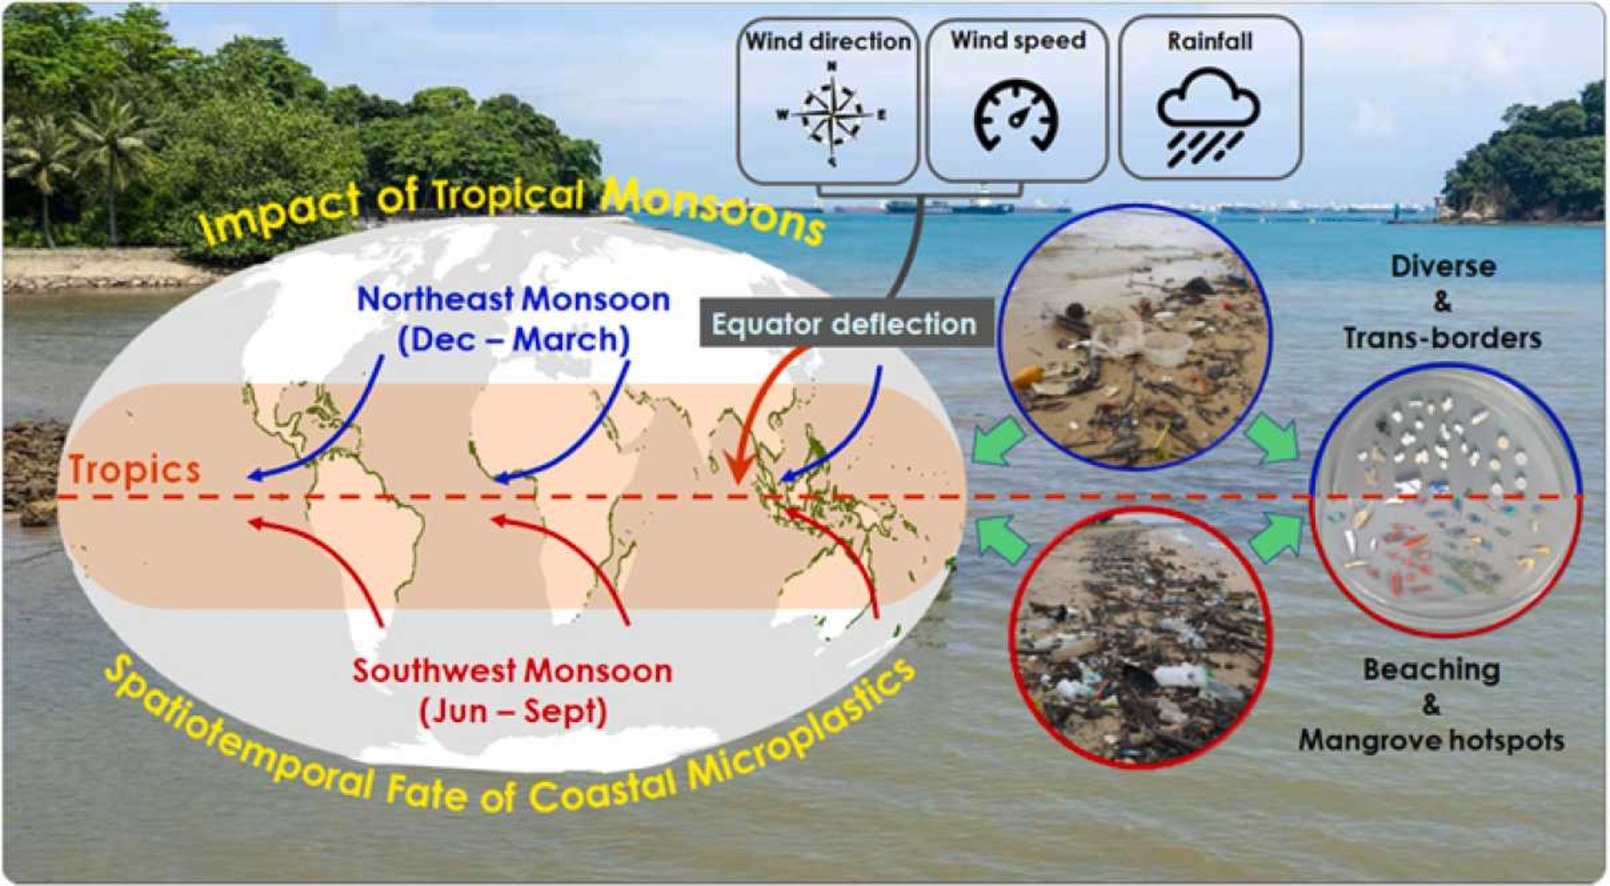 Wind direction
N
W E
S
Wind speed
Rainfall
Impact of Tropical Monsoons
Northeast Monsoon
(Dec – March)
Equator deflection
Diverse
&
Trans-borders
Tropics
Southwest Monsoon
(Jun – Sept)
Beaching
&
Mangrove hotspots
Spatiotemporal Fate of Coastal Microplastics